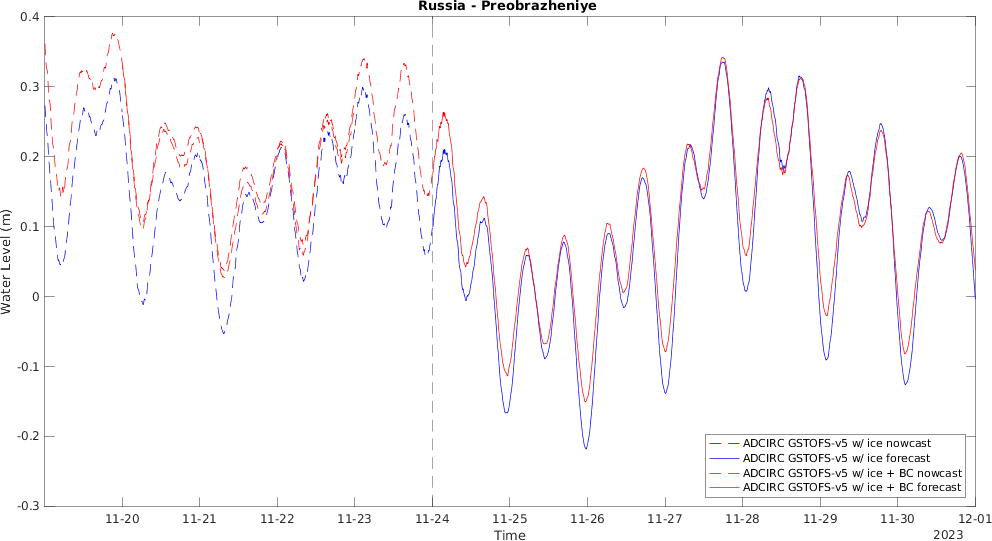 Russia - Preobrazheniye
0.4
0.3
0.2
0.1
0
-0.1
-0.2
-0.3
Water Level (m)
ADCIRC GSTOFS-v5 w/ ice nowcast
ADCIRC GSTOFS-v5 w/ ice forecast
ADCIRC GSTOFS-v5 w/ ice + BC nowcast
ADCIRC GSTOFS-v5 w/ ice + BC forecast
11-20 11-21 11-22 11-23 11-24 11-25 11-26 11-27 11-28 11-29 11-30 12-01
Time
2023